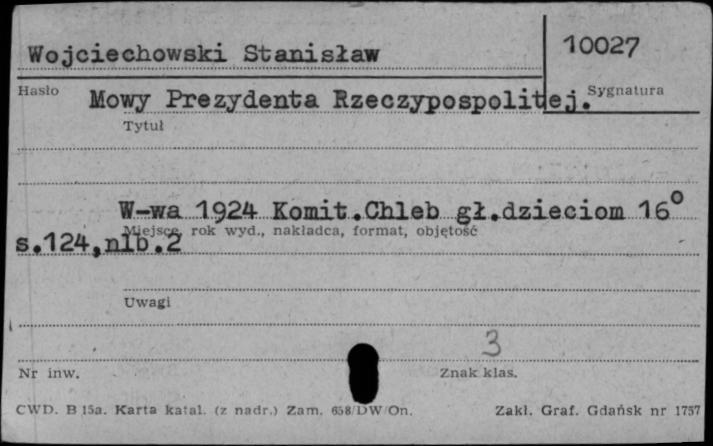 Wojciechowski Stanisław
10027
Hasło
Mowy Prezydenta Rzeczypospolitej.
Sygnatura
Tytuł
W-wa 1924 Komit.Chleb gł.dzieciom 16°
Miejsce, rok wyd., nakładca, format, objętość
s.124,nlb.2
Uwagi
3
Nr inw.
Znak klas.
CWD. B 15a. Karta katal. (z nadr.) Zam. 658/DW/On.
Zakł. Graf. Gdańsk nr 1757